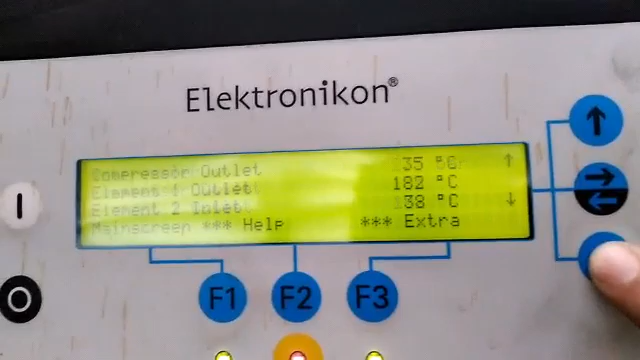 Elektronikon®
Compressor Outlet 35 °C ↑
Element 1 Outlet 182 °C
Element 2 Inlet 38 °C ↓
Mainscreen *** Help *** Extra
I
O
F1 F2 F3